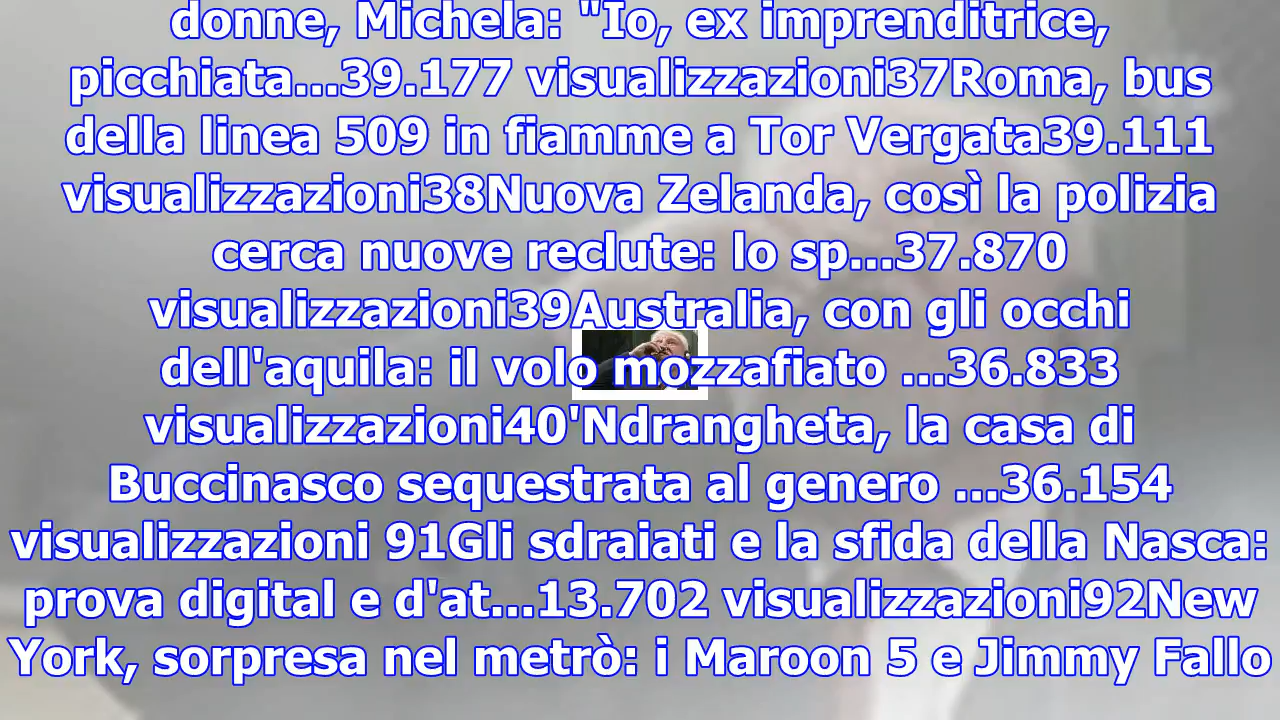 donne, Michela: "Io, ex imprenditrice,
picchiata...39.177 visualizzazioni37Roma, bus
della linea 509 in fiamme a Tor Vergata39.111
visualizzazioni38Nuova Zelanda, così la polizia
cerca nuove reclute: lo sp...37.870
visualizzazioni39Australia, con gli occhi
dell'aquila: il volo mozzafiato ...36.833
visualizzazioni40'Ndrangheta, la casa di
Buccinasco sequestrata al genero ...36.154
visualizzazioni 91Gli sdraiati e la sfida della Nasca:
prova digital e d'at...13.702 visualizzazioni92New
York, sorpresa nel metrò: i Maroon 5 e Jimmy Fallo